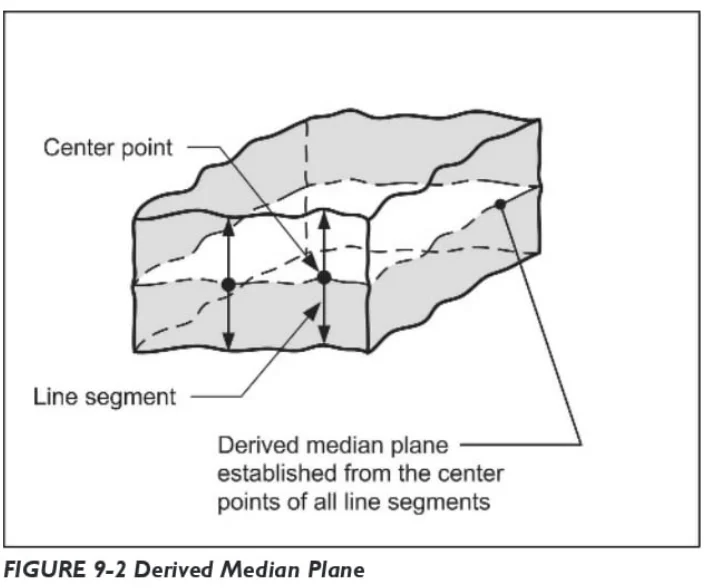 Center point
Line segment
Derived median plane
established from the center
points of all line segments
FIGURE 9-2 Derived Median Plane